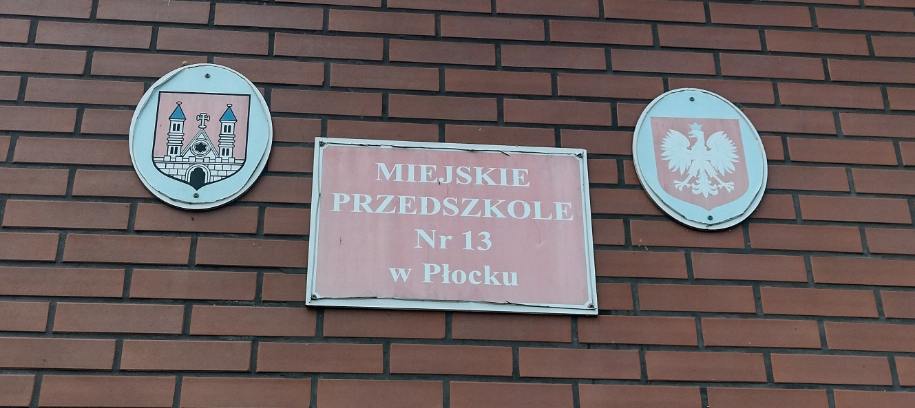 MIEJSKIE
PRZEDSZKOLE
Nr 13
w Płocku